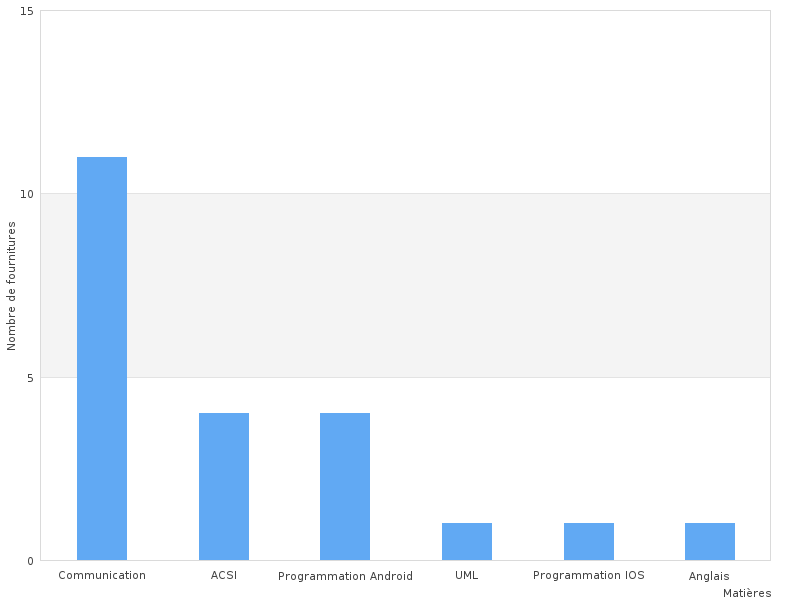 15
10
5
0
Nombre de fournitures
Communication
ACSI
Programmation Android
UML
Programmation IOS
Anglais
Matières